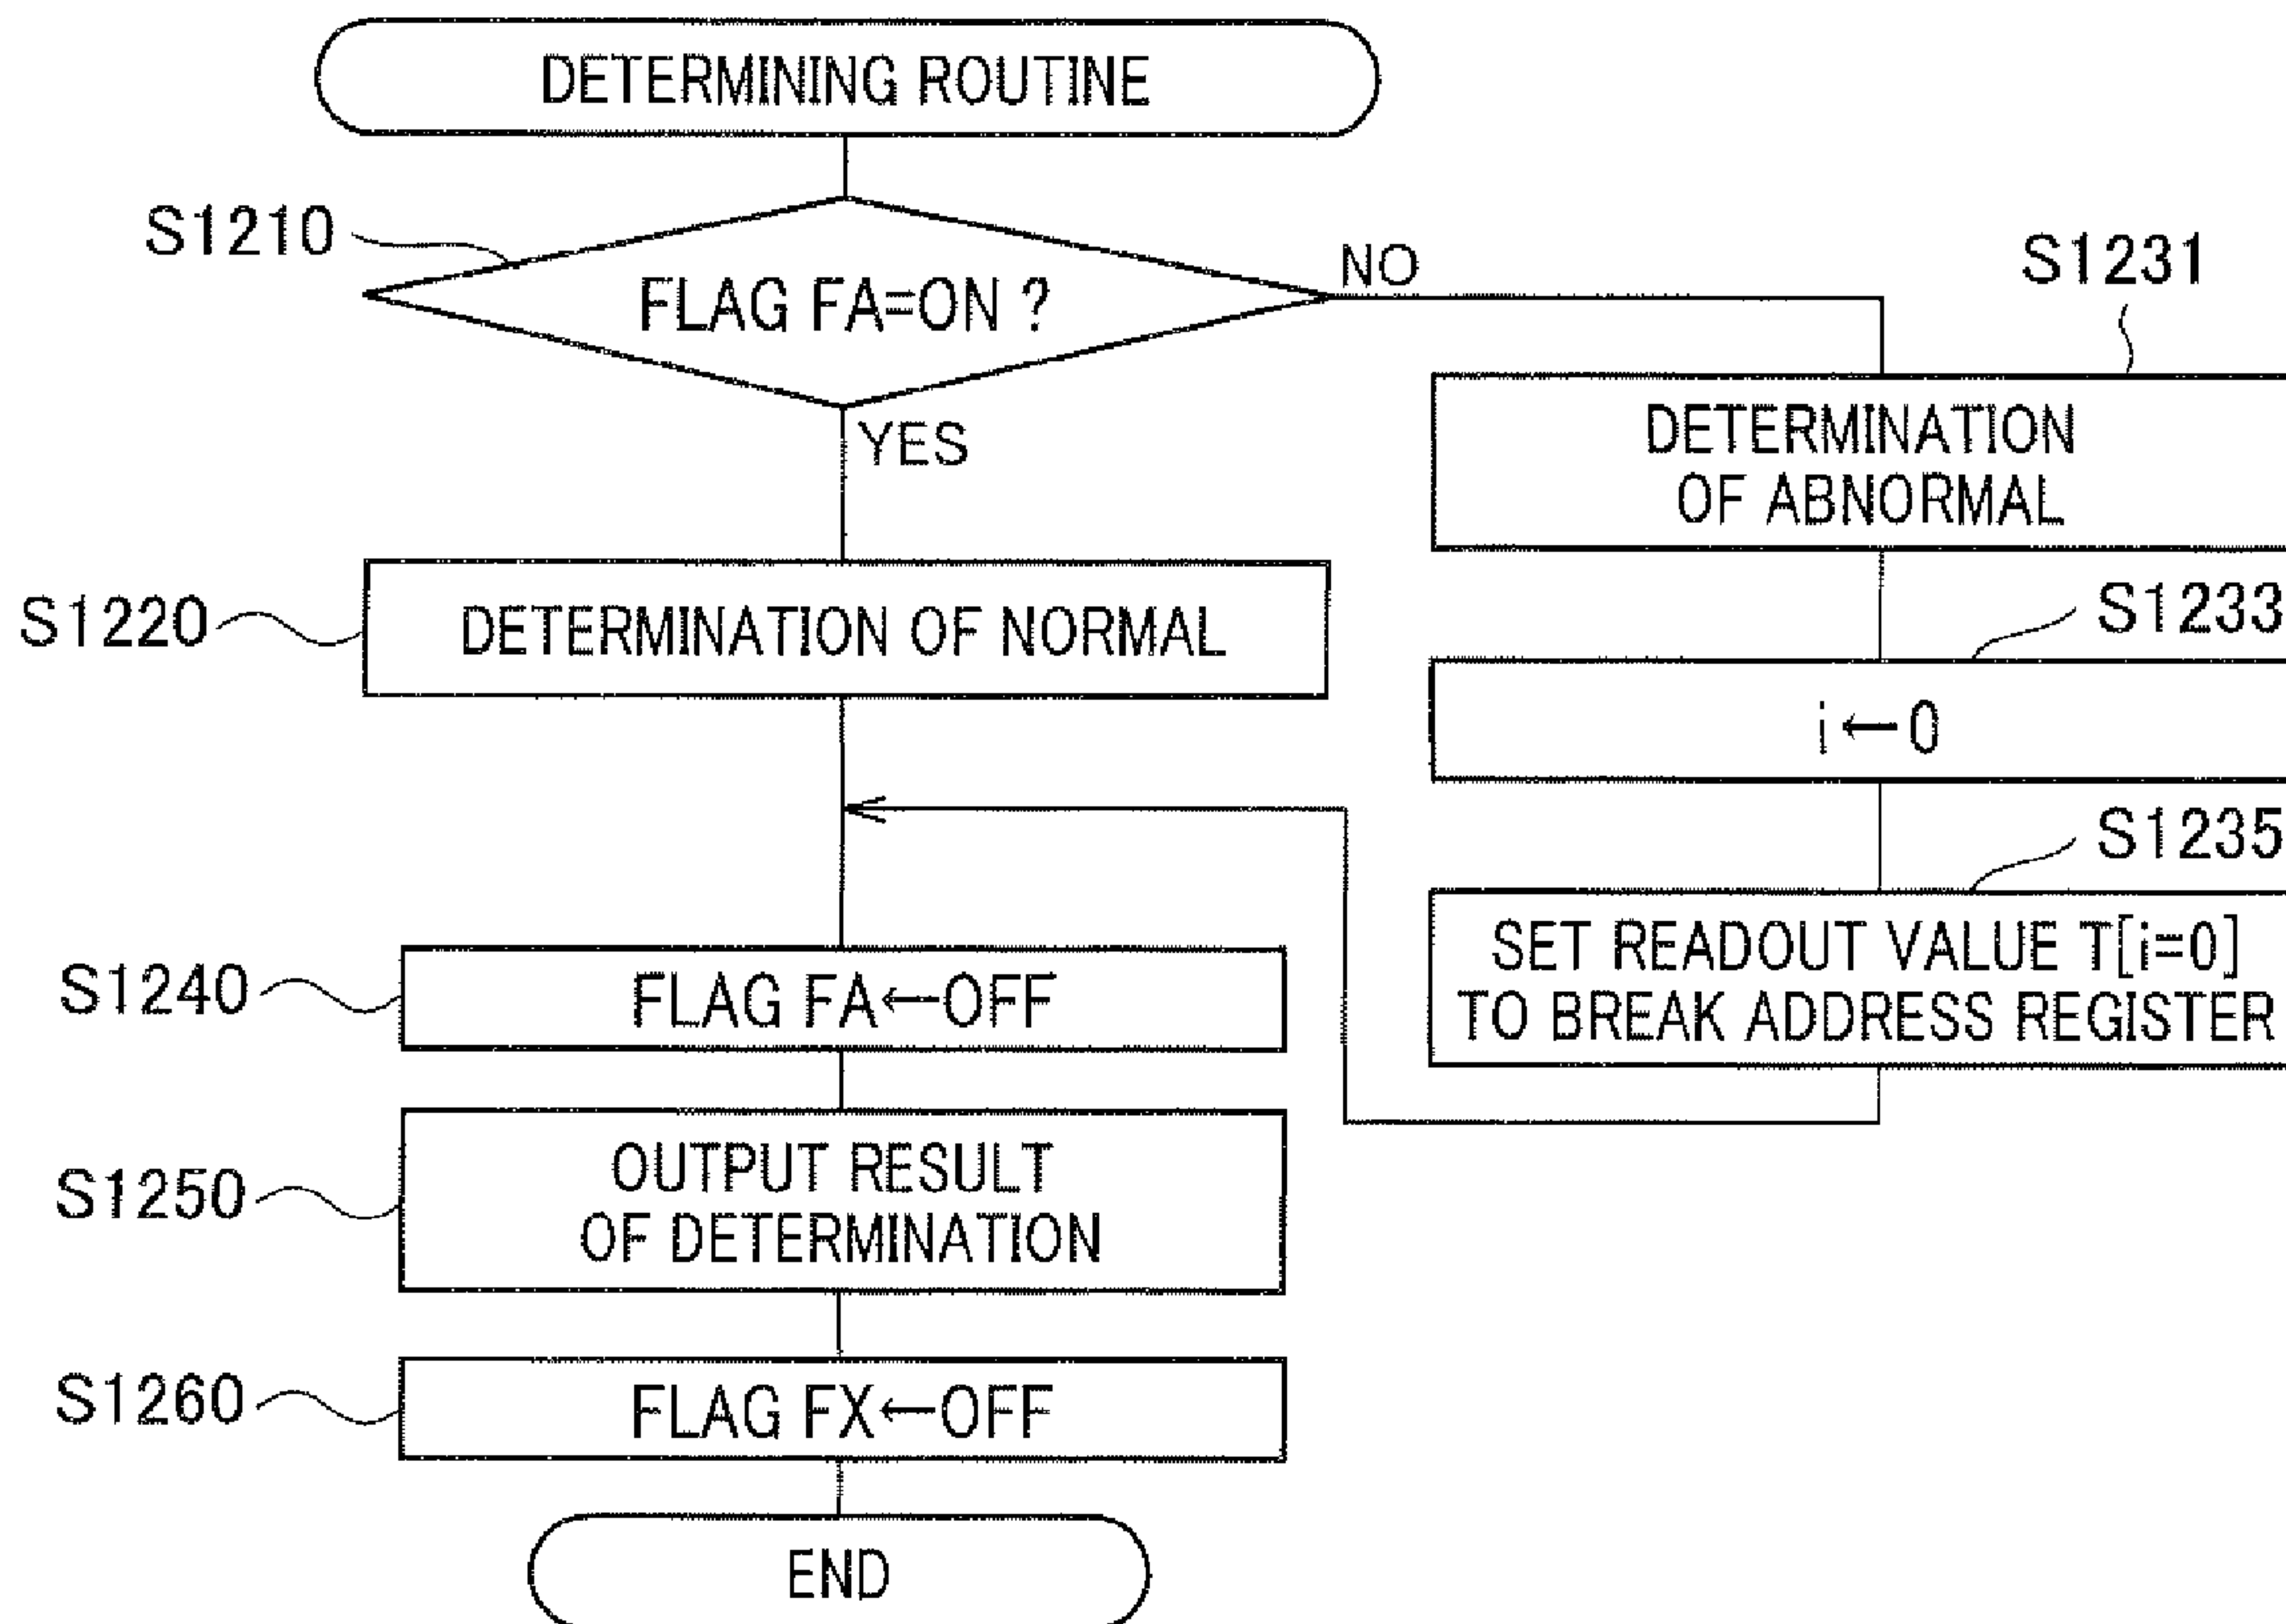 DETERMINING ROUTINE
S1210
FLAG FA=ON ?
NO
YES
S1231
DETERMINATION
OF ABNORMAL
S1220
DETERMINATION OF NORMAL
S1233
i←0
S1235
SET READOUT VALUE T[i=0]
TO BREAK ADDRESS REGISTER
S1240
FLAG FA←OFF
S1250
OUTPUT RESULT
OF DETERMINATION
S1260
FLAG FX←OFF
END